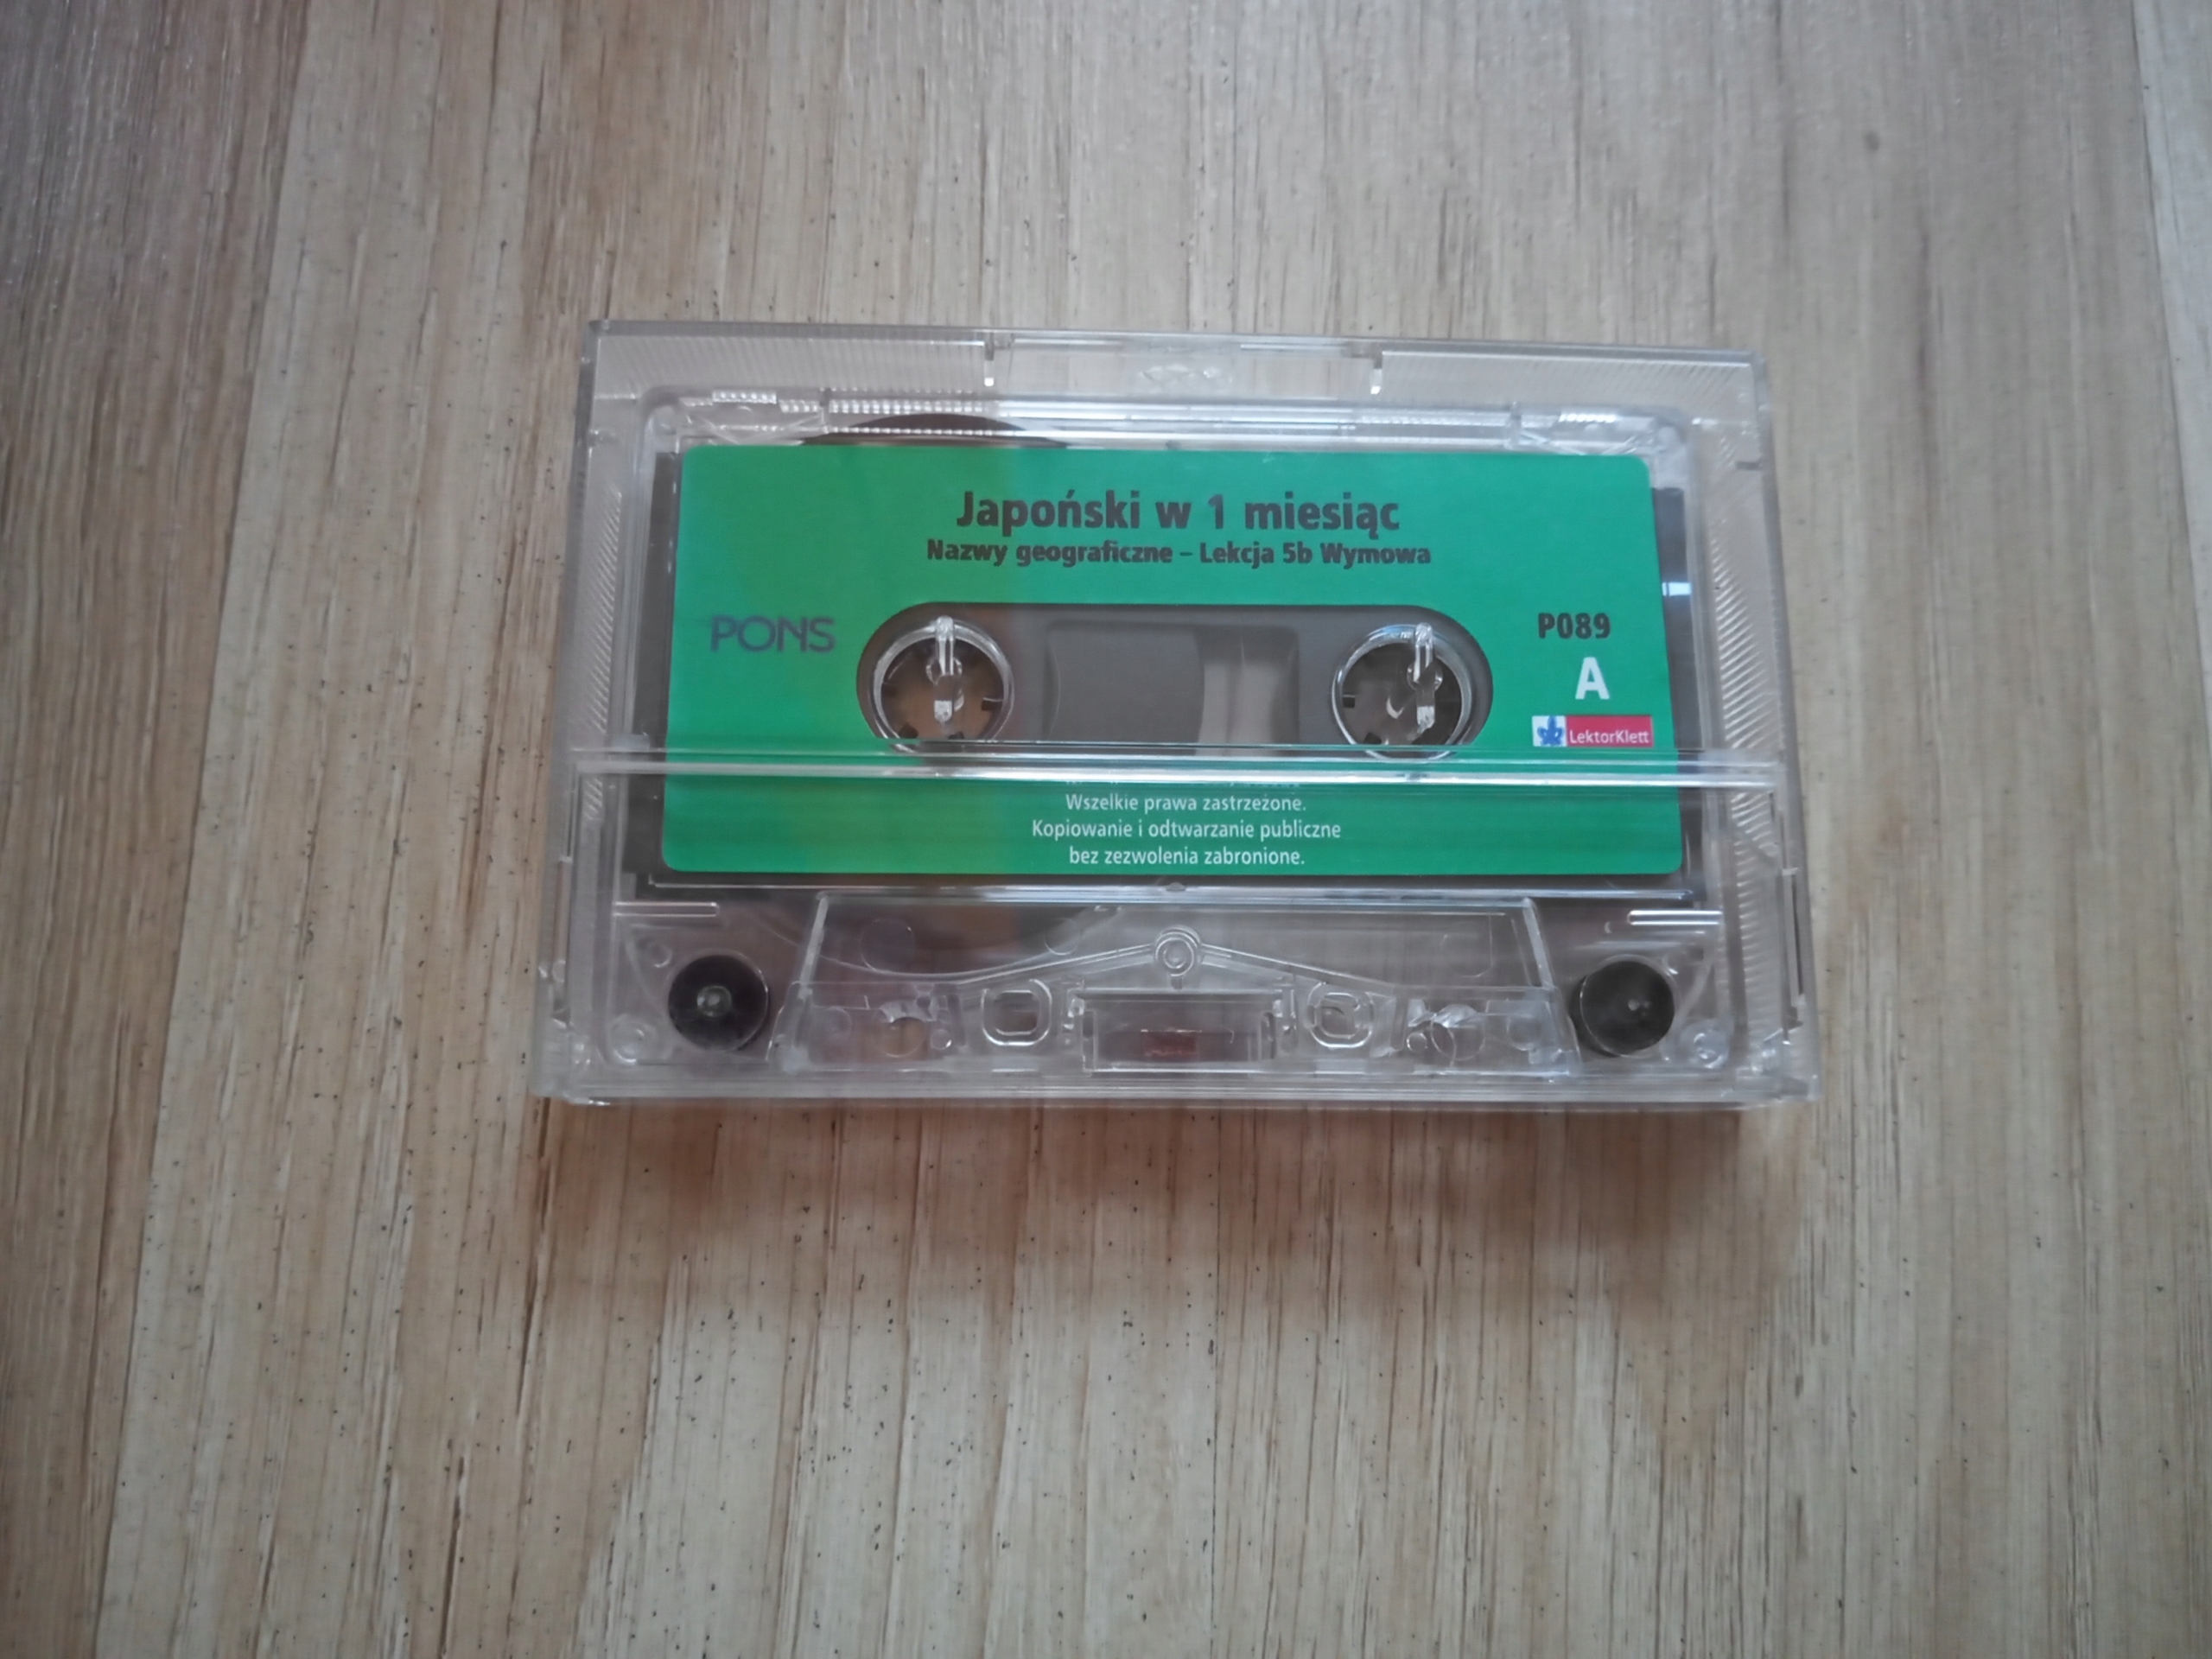 Japoński w 1 miesiąc
Nazwy geograficzne – Lekcja 5b Wymowa
PONS
P089
A
LektorKlett
Wszelkie prawa zastrzeżone.
Kopiowanie i odtwarzanie publiczne
bez zezwolenia zabronione.